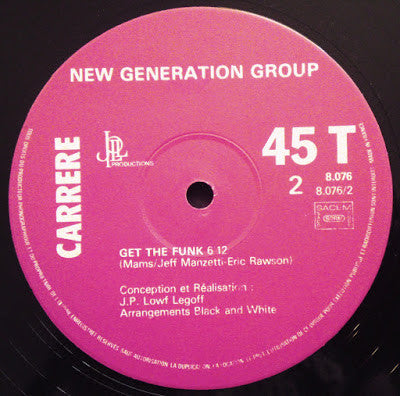 NEW GENERATION GROUP
CARRERE
JPLL
PRODUCTIONS
45 T
2
8.076
8.076/2
SACEM
GET THE FUNK 6'12
(Mams/Jeff Manzetti-Eric Rawson)
Conception et Réalisation :
J.P. Lowf Legoff
Arrangements Black and White